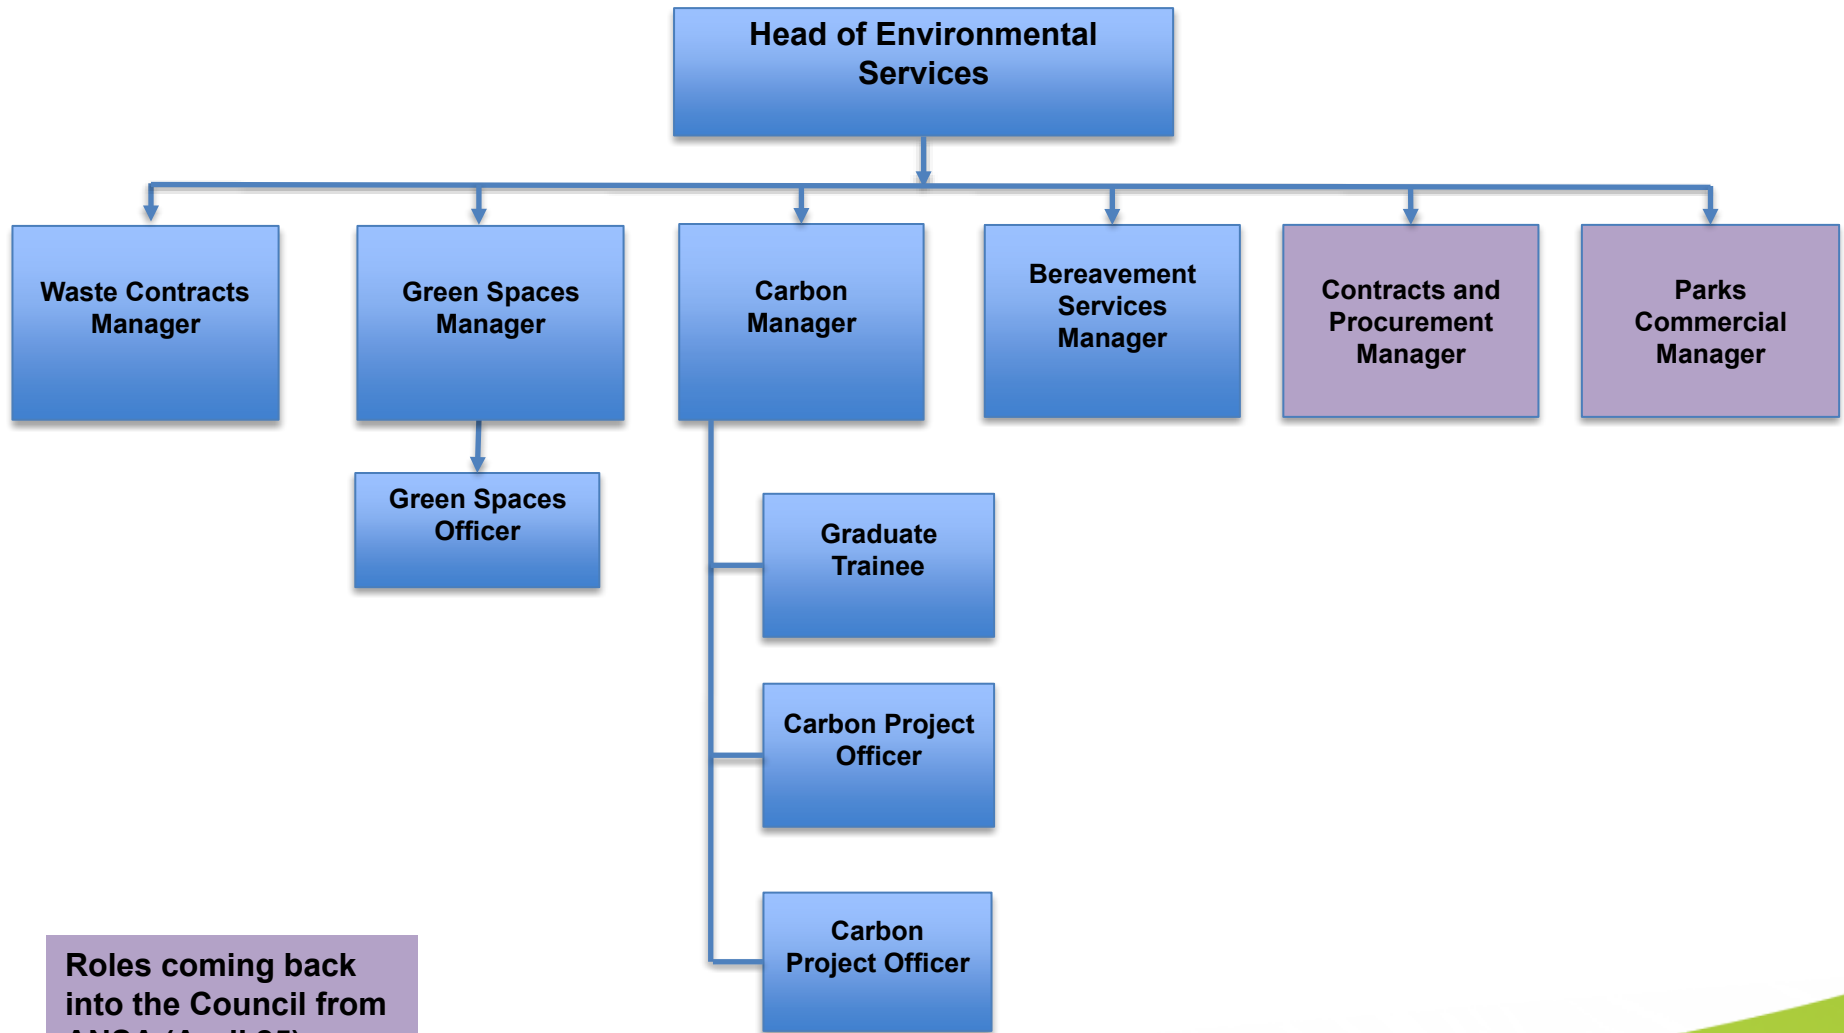 Head of Environmental
Services
Waste Contracts
Manager
Green Spaces
Manager
Carbon
Manager
Bereavement
Services
Manager
Contracts and
Procurement
Manager
Parks
Commercial
Manager
Green Spaces
Officer
Graduate
Trainee
Carbon Project
Officer
Carbon
Project Officer
Roles coming back
into the Council from